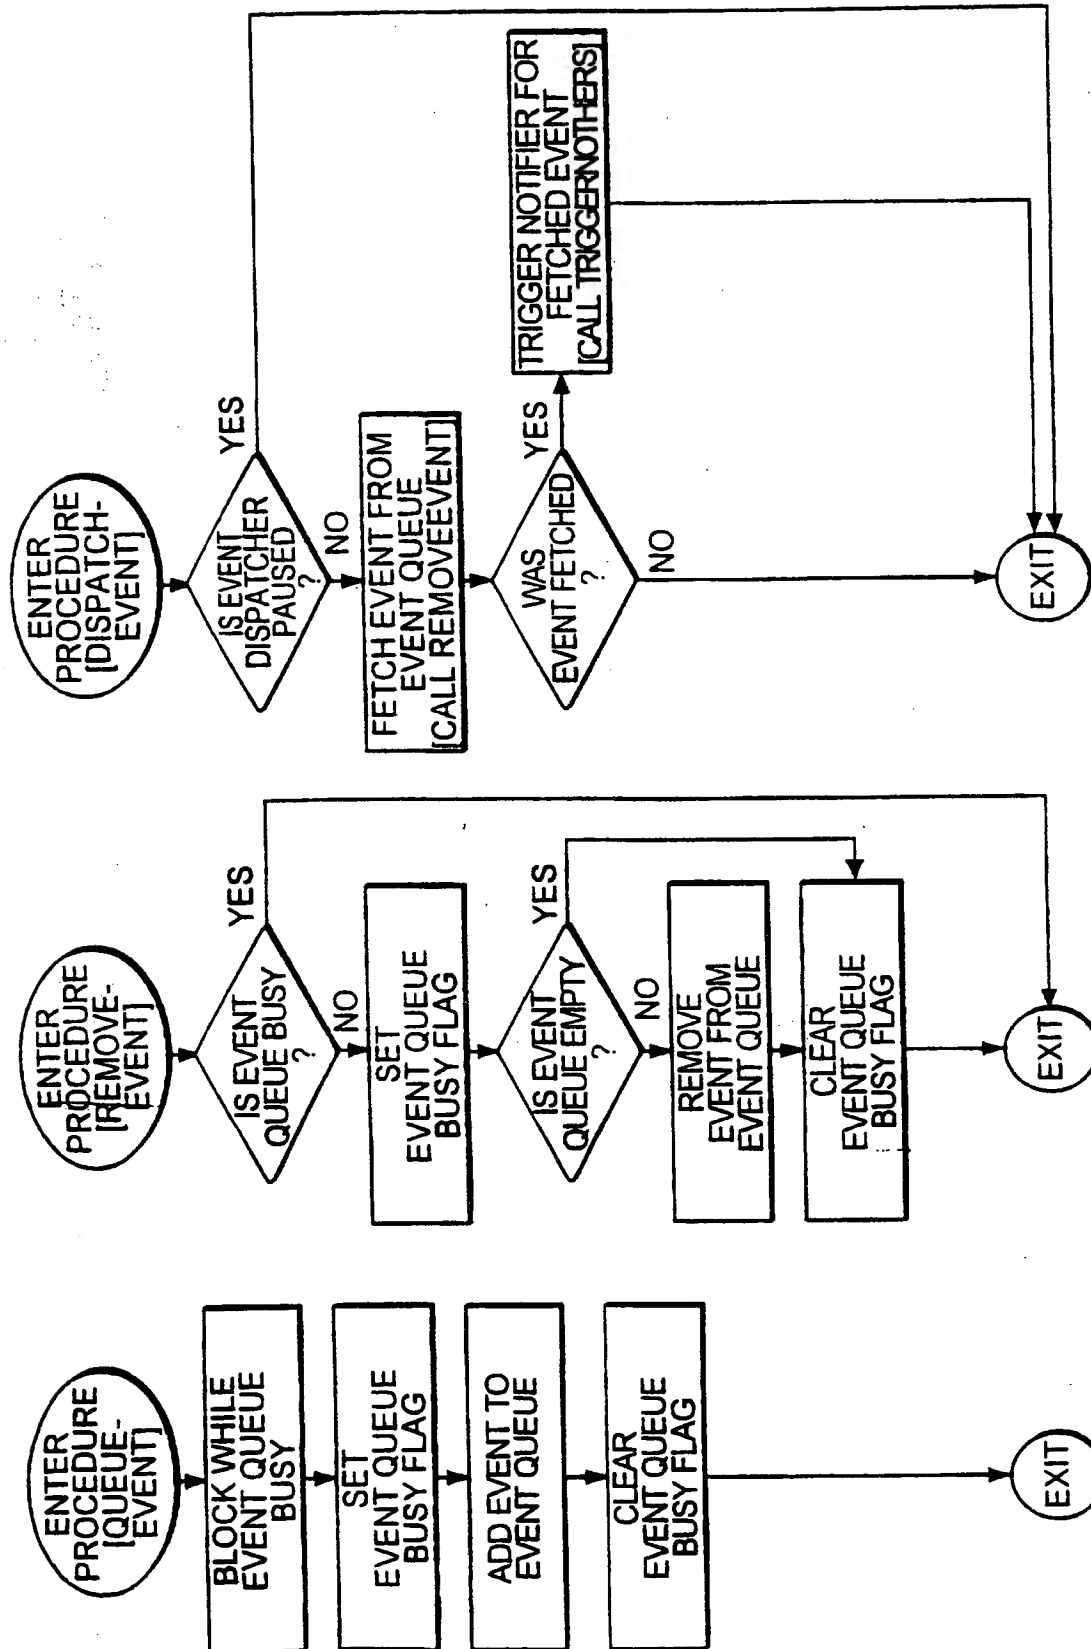 ENTER
PROCEDURE
[QUEUE-
EVENT]
BLOCK WHILE
EVENT QUEUE
BUSY
SET
EVENT QUEUE
BUSY FLAG
ADD EVENT TO
EVENT QUEUE
CLEAR
EVENT QUEUE
BUSY FLAG
EXIT
ENTER
PROCEDURE
[REMOVE-
EVENT]
IS EVENT
QUEUE BUSY
?
YES
NO
SET
EVENT QUEUE
BUSY FLAG
IS EVENT
QUEUE EMPTY
?
YES
NO
REMOVE
EVENT FROM
EVENT QUEUE
CLEAR
EVENT QUEUE
BUSY FLAG
EXIT
ENTER
PROCEDURE
[DISPATCH-
EVENT]
IS EVENT
DISPATCHER
PAUSED
?
YES
NO
FETCH EVENT FROM
EVENT QUEUE
[CALL REMOVEEVENT]
WAS
EVENT FETCHED
?
YES
NO
TRIGGER NOTIFIER FOR
FETCHED EVENT
[CALL TRIGGERNOTHERS]
EXIT